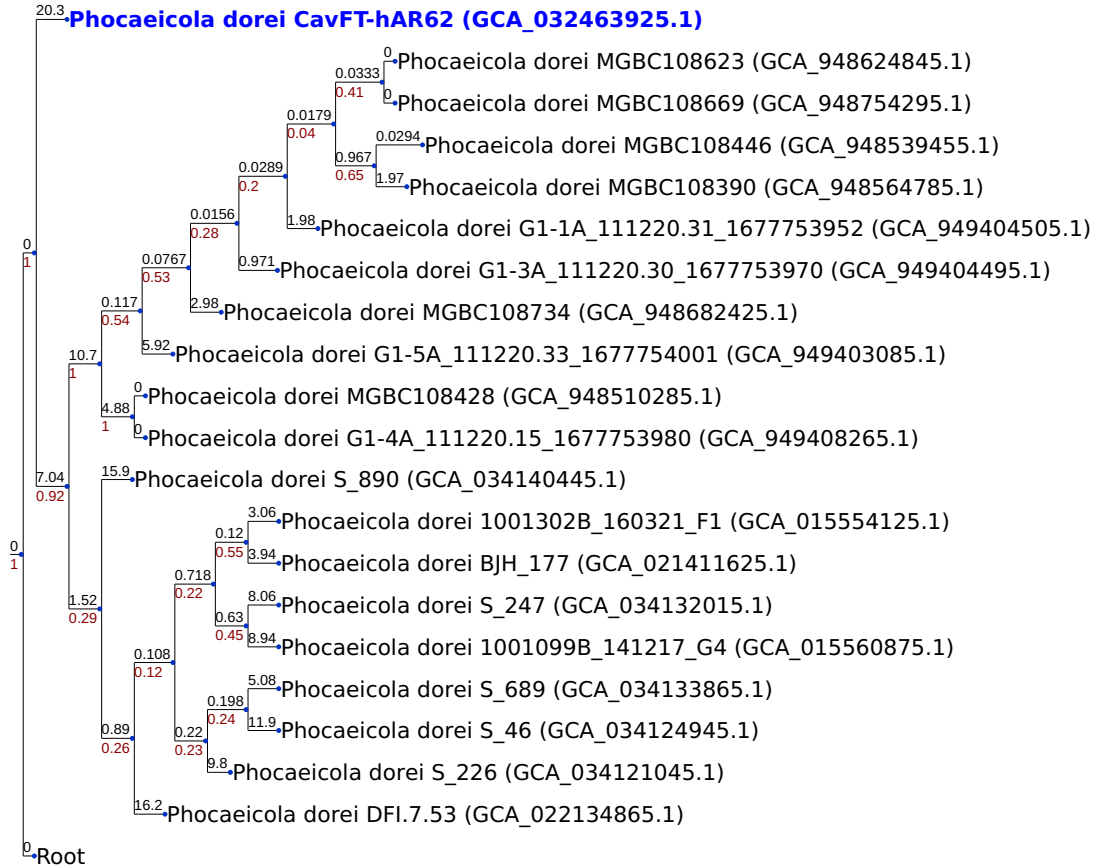 20.3 Phocaeicola dorei CavFT-hAR62 (GCA_032463925.1)
0 Phocaeicola dorei MGBC108623 (GCA_948624845.1)
0.0333
0.41
0 Phocaeicola dorei MGBC108669 (GCA_948754295.1)
0.0179
0.04
0.0294 Phocaeicola dorei MGBC108446 (GCA_948539455.1)
0.967
0.65
1.97 Phocaeicola dorei MGBC108390 (GCA_948564785.1)
0.0289
0.2
1.98 Phocaeicola dorei G1-1A_111220.31_1677753952 (GCA_949404505.1)
0.0156
0.28
0
1
0.971 Phocaeicola dorei G1-3A_111220.30_1677753970 (GCA_949404495.1)
0.0767
0.53
2.98 Phocaeicola dorei MGBC108734 (GCA_948682425.1)
0.117
0.54
5.92 Phocaeicola dorei G1-5A_111220.33_1677754001 (GCA_949403085.1)
10.7
1
0 Phocaeicola dorei MGBC108428 (GCA_948510285.1)
4.88
1
0 Phocaeicola dorei G1-4A_111220.15_1677753980 (GCA_949408265.1)
15.9 Phocaeicola dorei S_890 (GCA_034140445.1)
7.04
0.92
3.06 Phocaeicola dorei 1001302B_160321_F1 (GCA_015554125.1)
0.12
0.55
0
1
3.94 Phocaeicola dorei BJH_177 (GCA_021411625.1)
0.718
0.22
8.06 Phocaeicola dorei S_247 (GCA_034132015.1)
1.52
0.29
0.63
0.45
8.94 Phocaeicola dorei 1001099B_141217_G4 (GCA_015560875.1)
0.108
0.12
5.08 Phocaeicola dorei S_689 (GCA_034133865.1)
0.198
0.24
11.9 Phocaeicola dorei S_46 (GCA_034124945.1)
0.89
0.26
0.22
0.23
9.8 Phocaeicola dorei S_226 (GCA_034121045.1)
16.2 Phocaeicola dorei DFI.7.53 (GCA_022134865.1)
0 Root